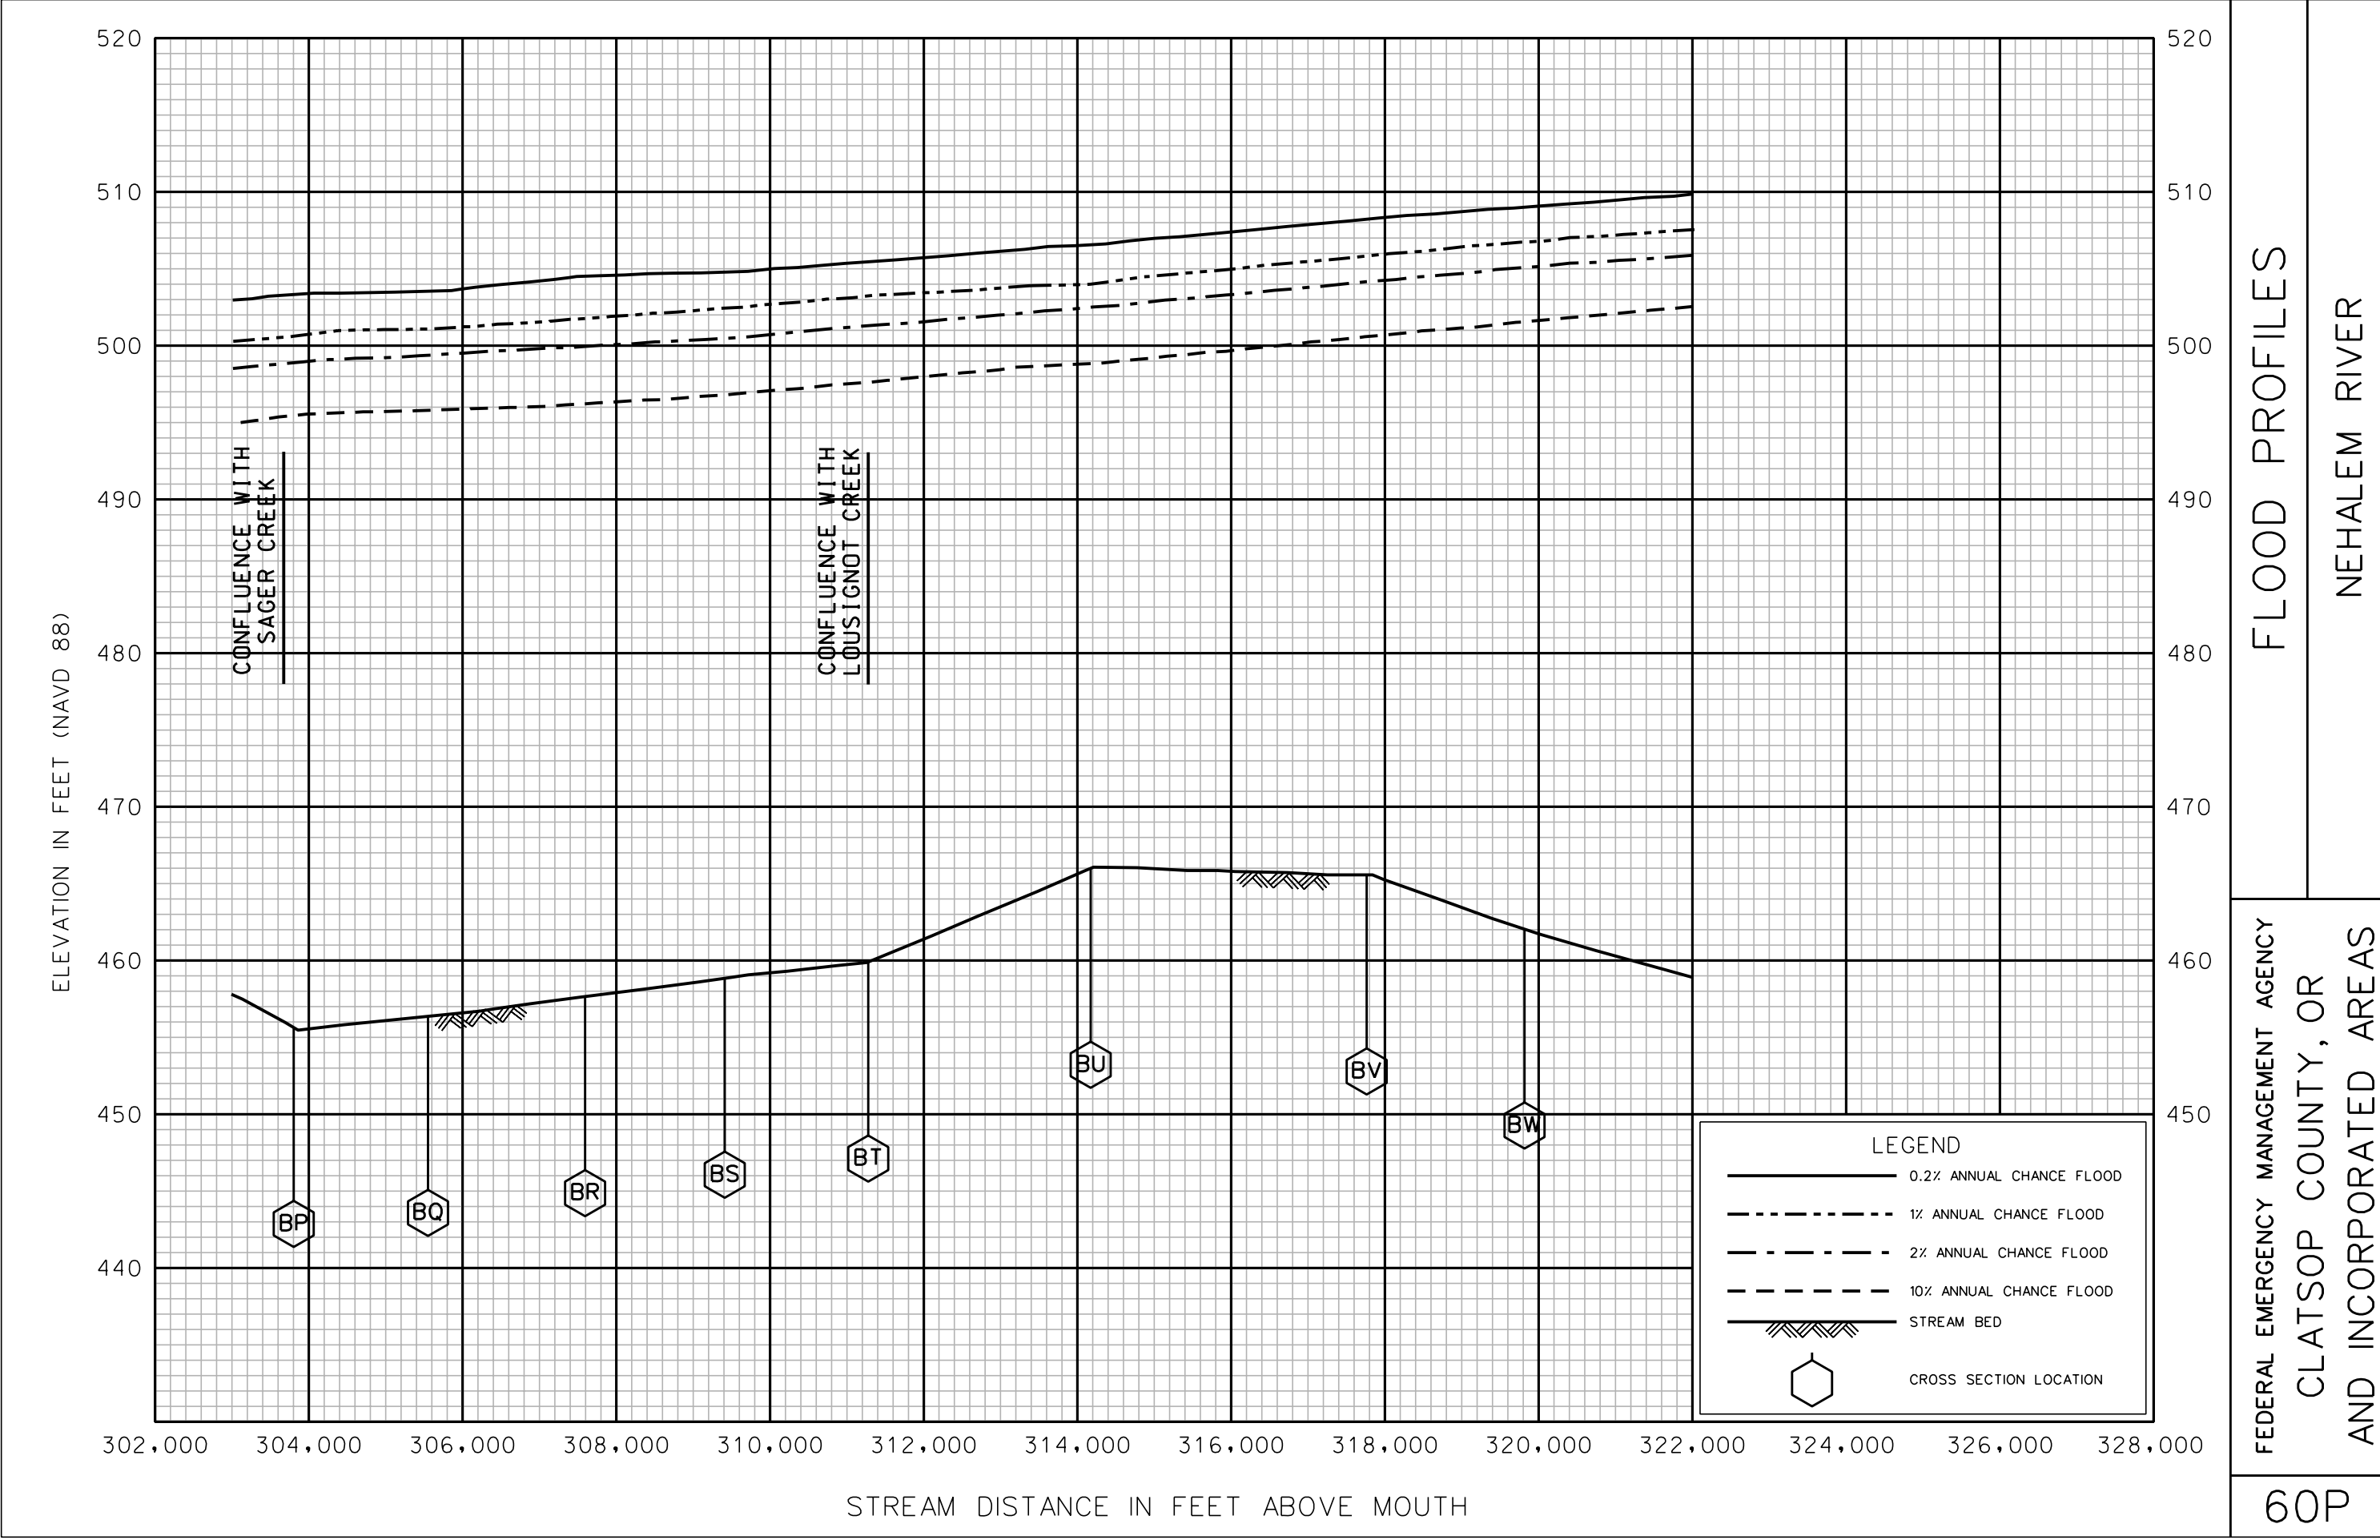 520
510
500
490
480
470
460
450
440
ELEVATION IN FEET (NAVD 88)
CONFLUENCE WITH
SAGER CREEK
CONFLUENCE WITH
LOUSIGNOT CREEK
BP
BQ
BR
BS
BT
BU
BV
BW
520
510
500
490
480
470
460
450
LEGEND
0.2% ANNUAL CHANCE FLOOD
1% ANNUAL CHANCE FLOOD
2% ANNUAL CHANCE FLOOD
10% ANNUAL CHANCE FLOOD
STREAM BED
CROSS SECTION LOCATION
302,000 304,000 306,000 308,000 310,000 312,000 314,000 316,000 318,000 320,000 322,000 324,000 326,000 328,000
STREAM DISTANCE IN FEET ABOVE MOUTH
FLOOD PROFILES
NEHALEM RIVER
FEDERAL EMERGENCY MANAGEMENT AGENCY
CLATSOP COUNTY, OR
AND INCORPORATED AREAS
60P